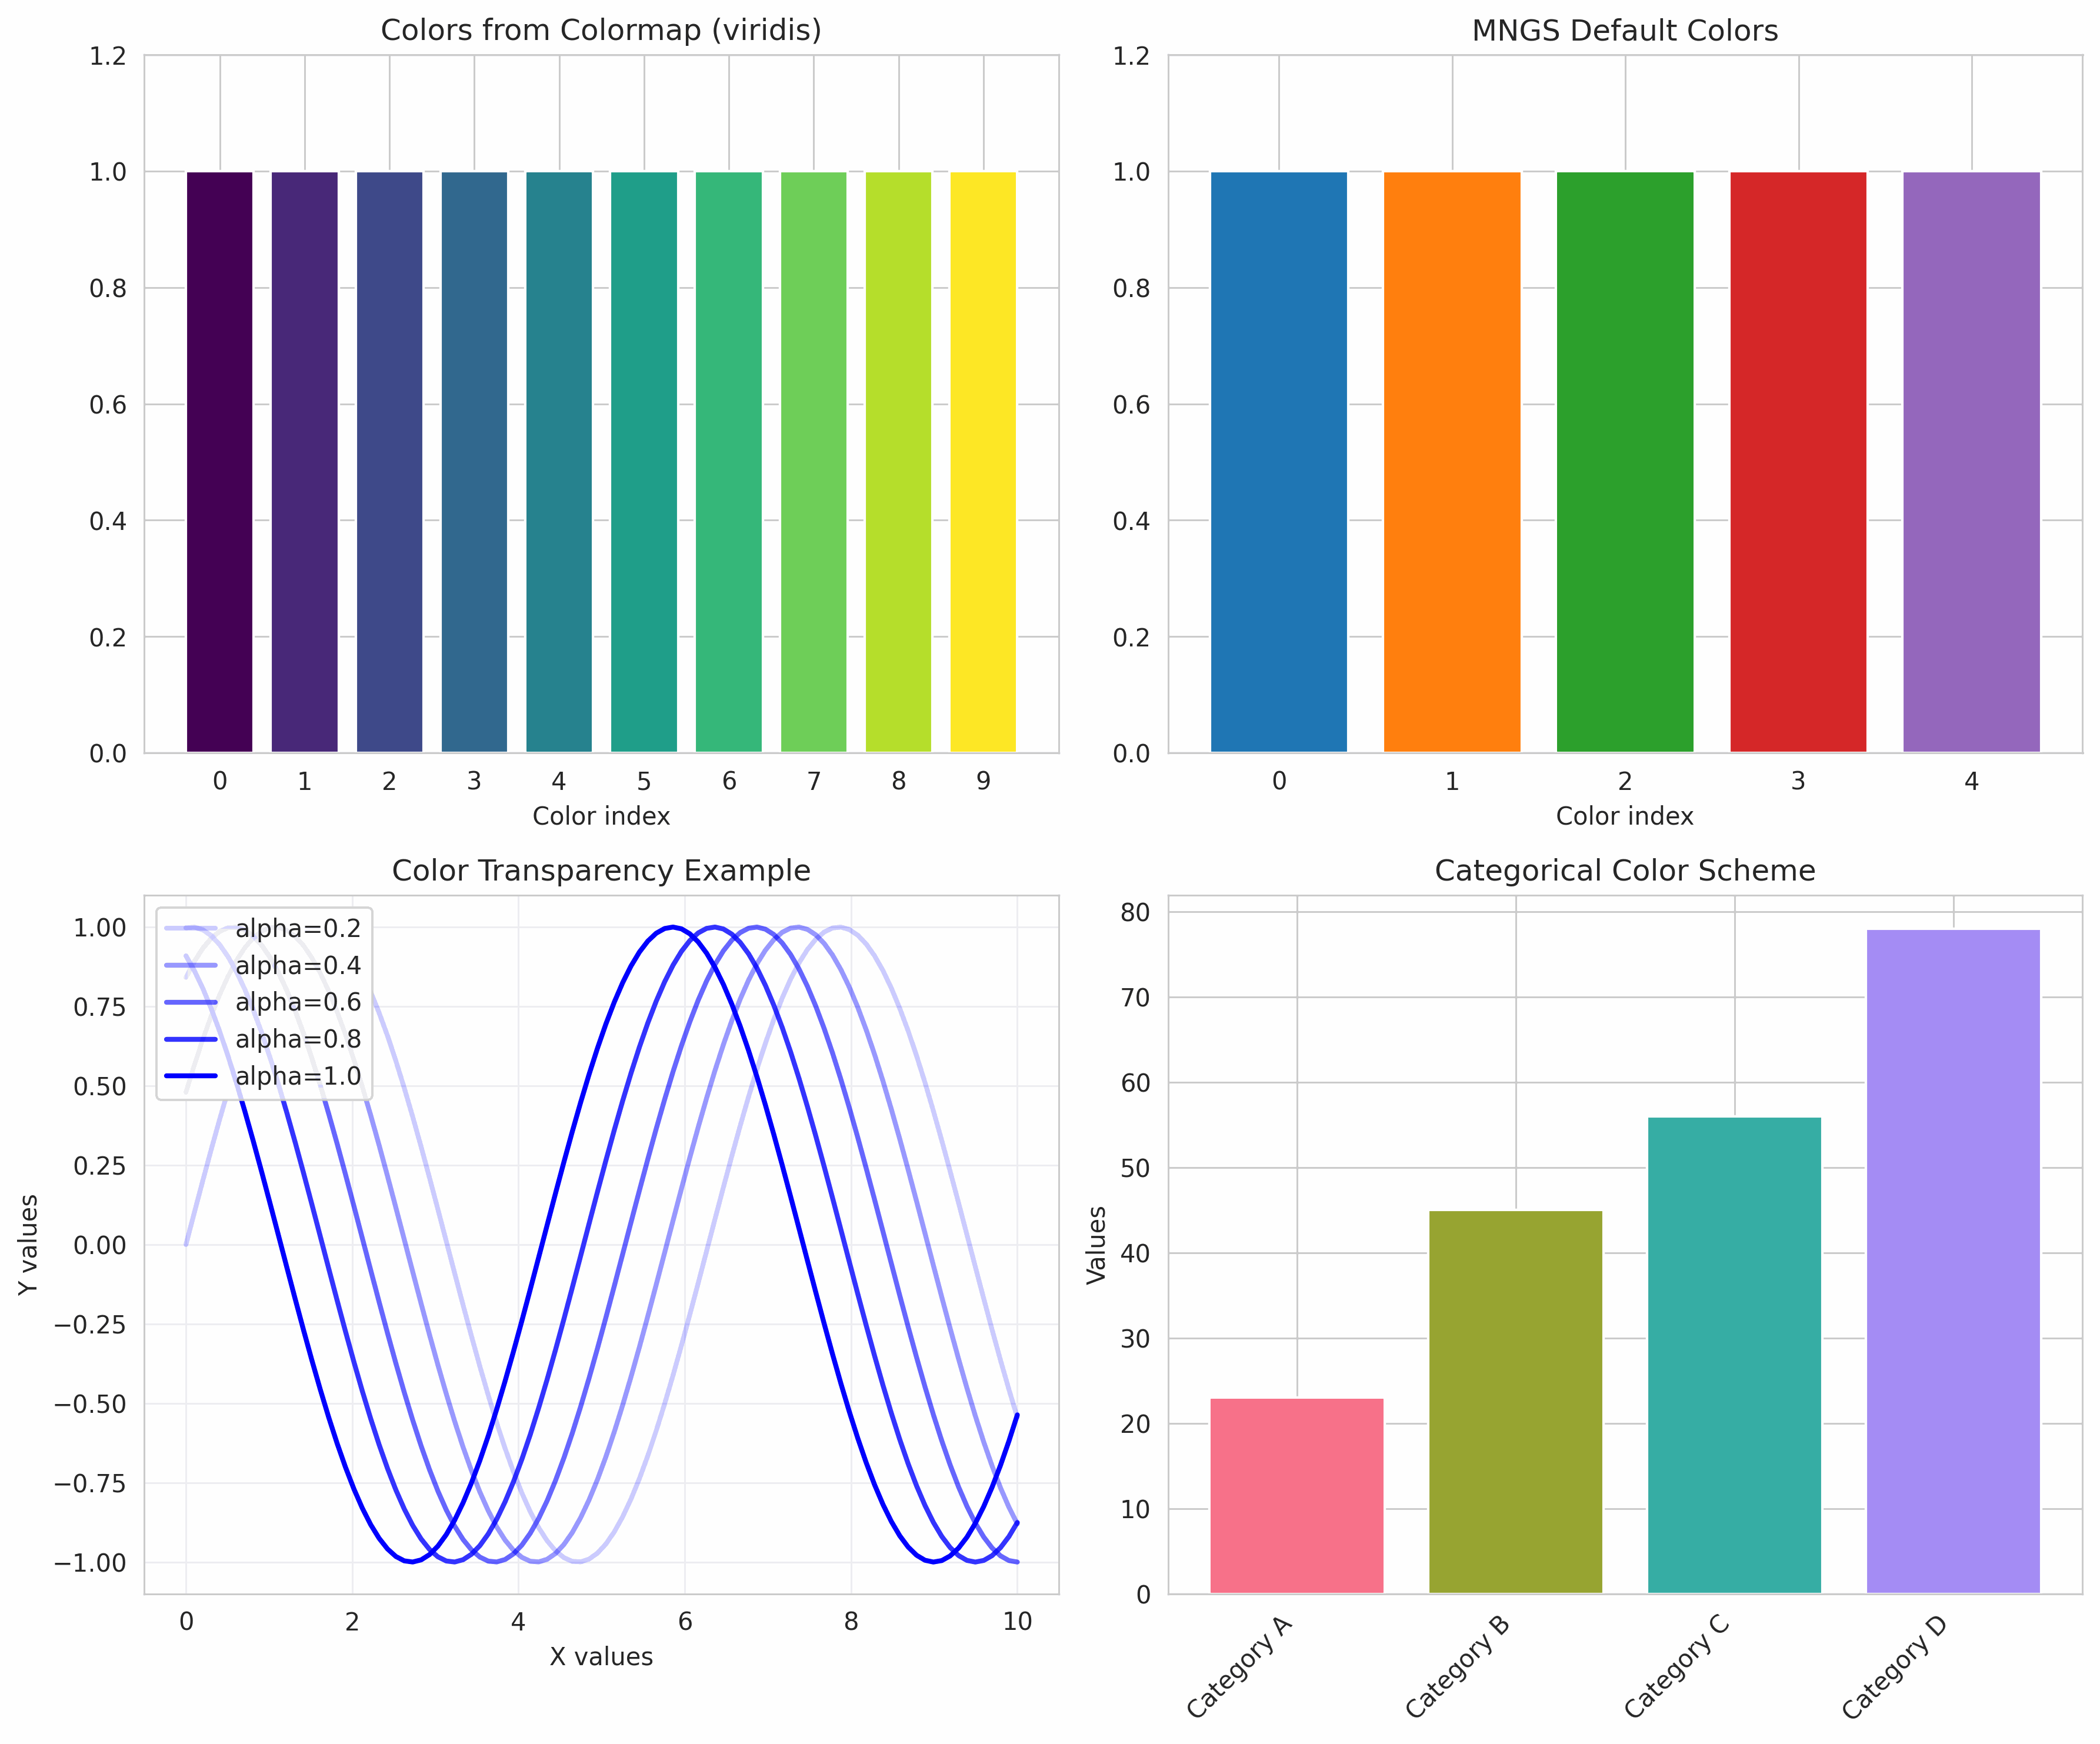 Colors from Colormap (viridis)
1.2
1.0
0.8
0.6
0.4
0.2
0.0
0 1 2 3 4 5 6 7 8 9
Color index
MNGS Default Colors
1.2
1.0
0.8
0.6
0.4
0.2
0.0
0 1 2 3 4
Color index
Color Transparency Example
alpha=0.2
alpha=0.4
alpha=0.6
alpha=0.8
alpha=1.0
Y values
1.00
0.75
0.50
0.25
0.00
−0.25
−0.50
−0.75
−1.00
0 2 4 6 8 10
X values
Categorical Color Scheme
Values
80
70
60
50
40
30
20
10
0
Category A
Category B
Category C
Category D